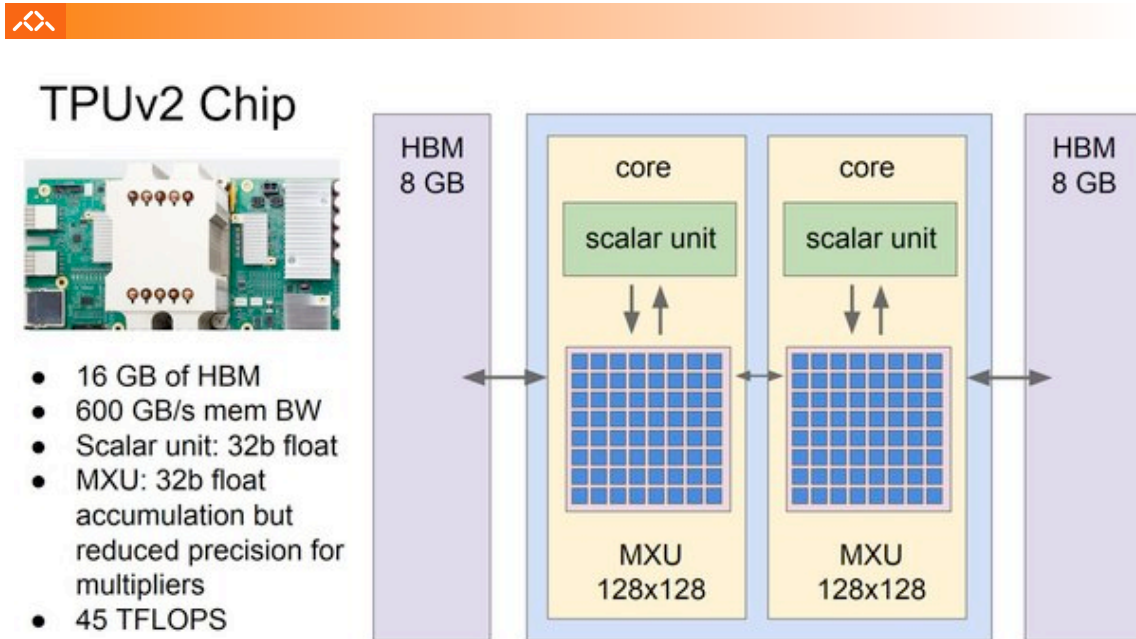 TPUv2 Chip
● 16 GB of HBM
● 600 GB/s mem BW
● Scalar unit: 32b float
● MXU: 32b float
accumulation but
reduced precision for
multipliers
● 45 TFLOPS
HBM
8 GB
core
scalar unit
MXU
128x128
core
scalar unit
MXU
128x128
HBM
8 GB